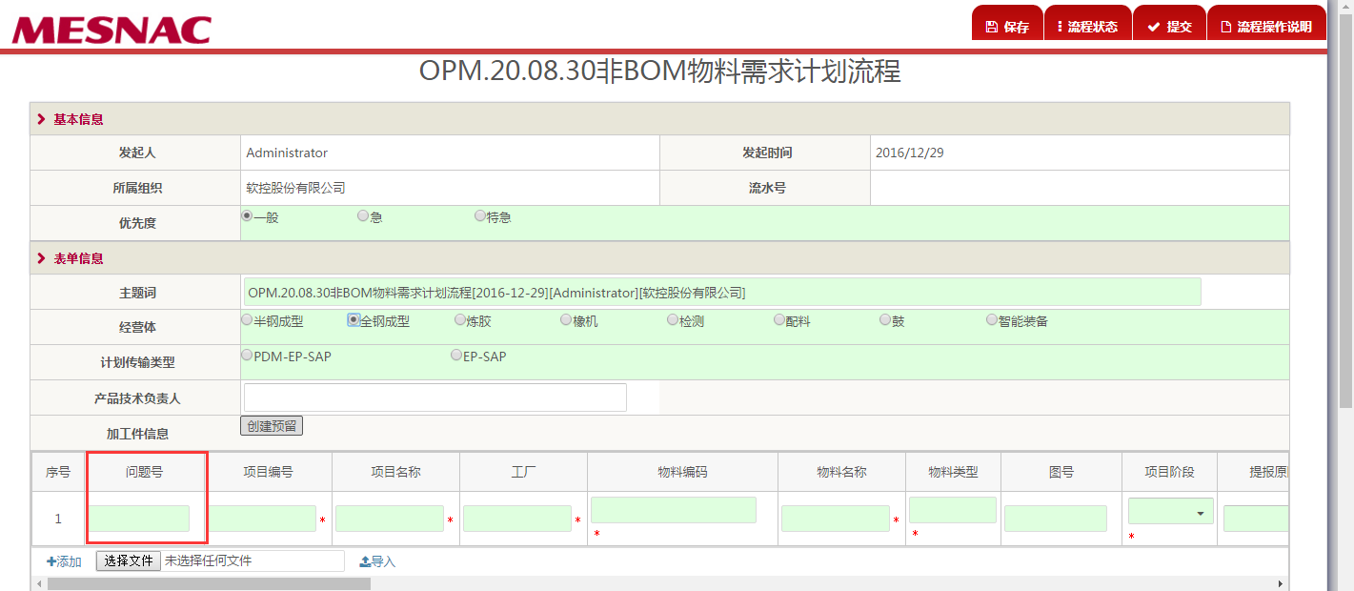 MESNAC
保存 流程状态 提交 流程操作说明
OPM.20.08.30非BOM物料需求计划流程
基本信息
发起人 Administrator 发起时间 2016/12/29
所属组织 软控股份有限公司 流水号
优先度 一般 急 特急
表单信息
主题词 OPM.20.08.30非BOM物料需求计划流程[2016-12-29][Administrator][软控股份有限公司]
经营体 半钢成型 全钢成型 炼胶 橡机 检测 配料 鼓 智能装备
计划传输类型 PDM-EP-SAP EP-SAP
产品技术负责人
加工件信息 创建预留
序号 问题号 项目编号 项目名称 工厂 物料编码 物料名称 物料类型 图号 项目阶段 提报原
1 * * * * * * *
添加 选择文件 未选择任何文件 导入